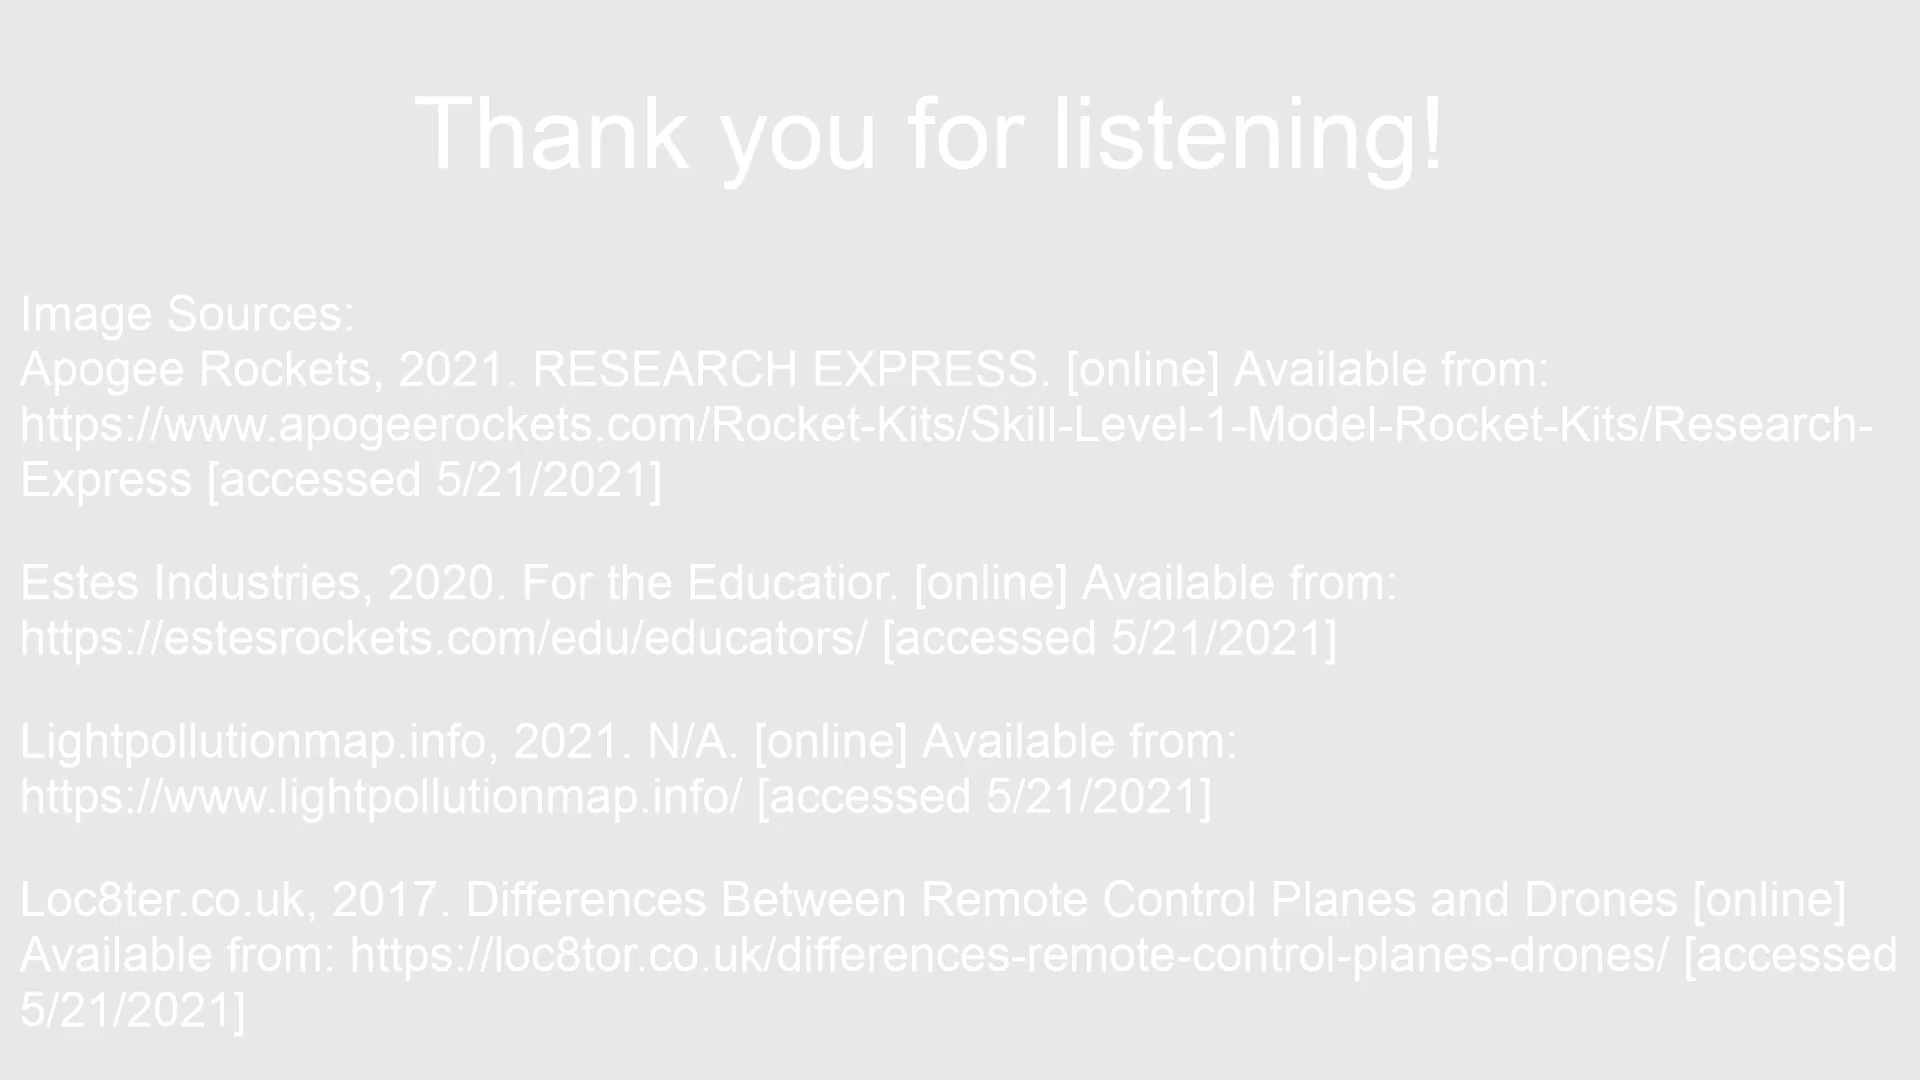 Thank you for listening!
Image Sources:
Apogee Rockets, 2021. RESEARCH EXPRESS. [online] Available from:
https://www.apogeerockets.com/Rocket-Kits/Skill-Level-1-Model-Rocket-Kits/Research-
Express [accessed 5/21/2021]
Estes Industries, 2020. For the Educatior. [online] Available from:
https://estesrockets.com/edu/educators/ [accessed 5/21/2021]
Lightpollutionmap.info, 2021. N/A. [online] Available from:
https://www.lightpollutionmap.info/ [accessed 5/21/2021]
Loc8ter.co.uk, 2017. Differences Between Remote Control Planes and Drones [online]
Available from: https://loc8tor.co.uk/differences-remote-control-planes-drones/ [accessed
5/21/2021]